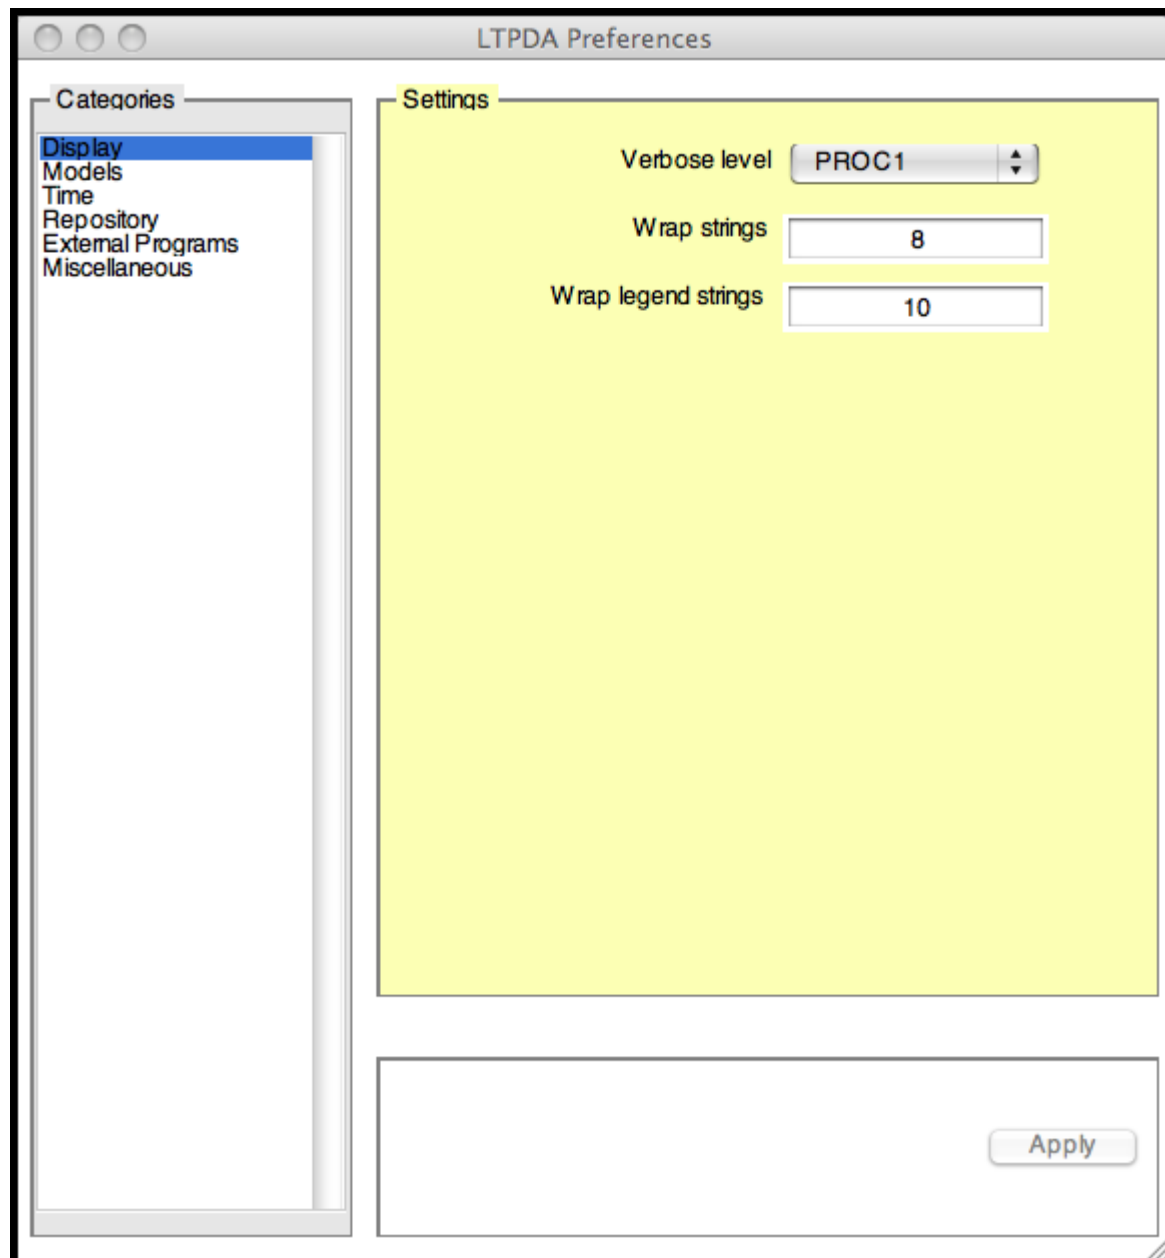 LTPDA Preferences
Categories
Display
Models
Time
Repository
External Programs
Miscellaneous
Settings
Verbose level PROC1
Wrap strings 8
Wrap legend strings 10
Apply